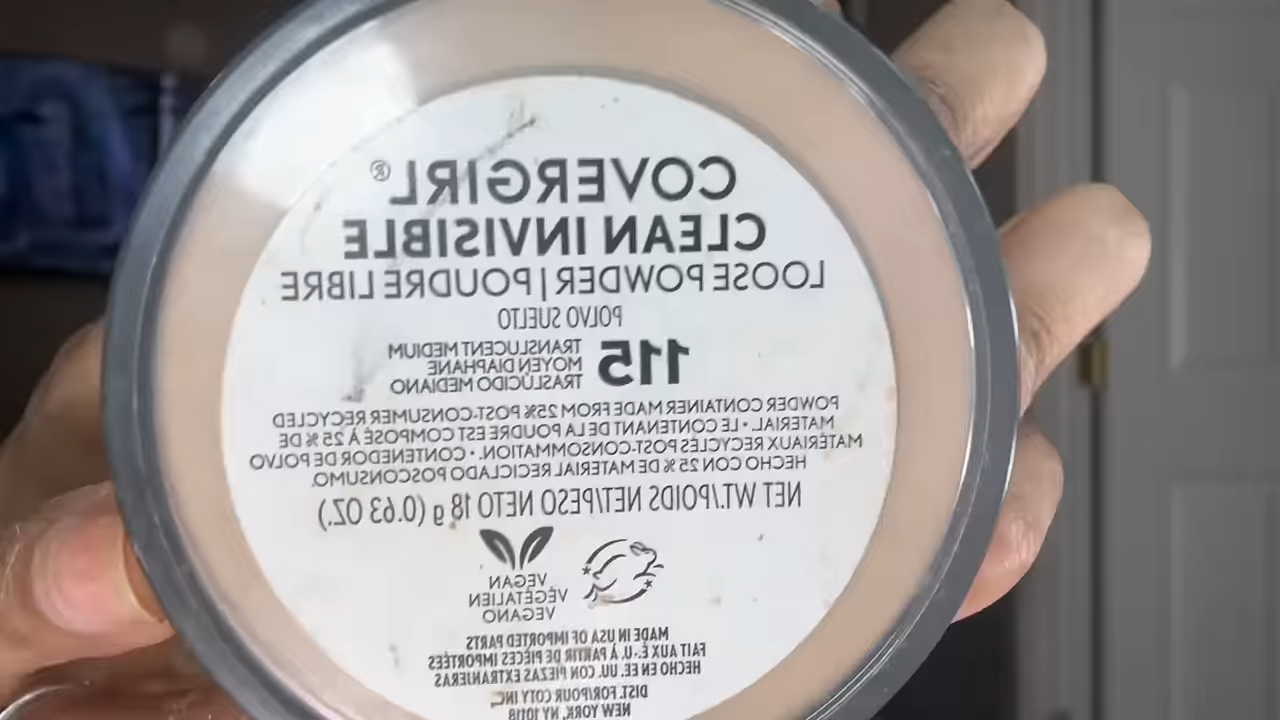 COVERGIRL®
CLEAN INVISIBLE
LOOSE POWDER | POUDRE LIBRE
POLVO SUELTO
115 TRANSLUCENT MEDIUM
MOYEN DIAPHANE
TRASLÚCIDO MEDIANO
POWDER CONTAINER MADE FROM 25% POST-CONSUMER RECYCLED
MATERIAL. • LE CONTENANT DE LA POUDRE EST COMPOSÉ À 25 % DE
MATÉRIAUX RECYCLÉS POST-CONSOMMATION. • CONTENEDOR DE POLVO
HECHO CON 25 % DE MATERIAL RECICLADO POSCONSUMO.
NET WT./POIDS NET/PESO NETO 18 g (0.63 OZ.)
VEGAN
VÉGÉTALIEN
VEGANO
MADE IN USA OF IMPORTED PARTS
FAIT AUX É.-U. À PARTIR DE PIÈCES IMPORTÉES
HECHO EN EE. UU. CON PIEZAS EXTRANJERAS
DIST. FOR/POUR COTY INC.
NEW YORK, NY 10118